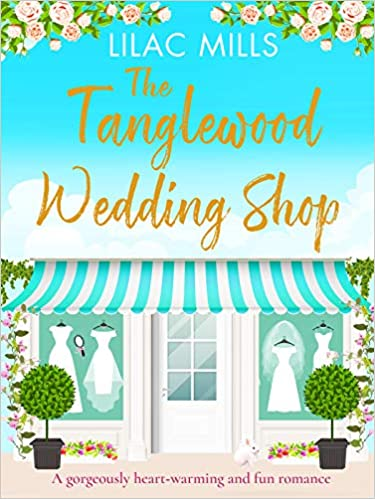 LILAC MILLS
The
Tanglewood
Wedding Shop
A gorgeously heart-warming and fun romance